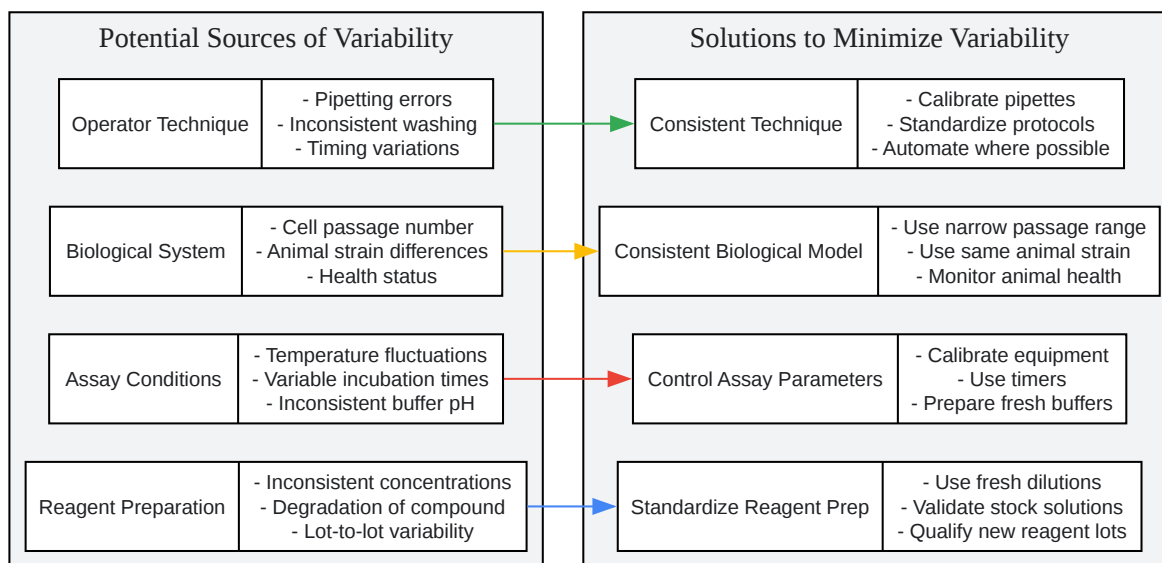 Potential Sources of Variability
Operator Technique
- Pipetting errors
- Inconsistent washing
- Timing variations
Biological System
- Cell passage number
- Animal strain differences
- Health status
Assay Conditions
- Temperature fluctuations
- Variable incubation times
- Inconsistent buffer pH
Reagent Preparation
- Inconsistent concentrations
- Degradation of compound
- Lot-to-lot variability
Solutions to Minimize Variability
Consistent Technique
- Calibrate pipettes
- Standardize protocols
- Automate where possible
Consistent Biological Model
- Use narrow passage range
- Use same animal strain
- Monitor animal health
Control Assay Parameters
- Calibrate equipment
- Use timers
- Prepare fresh buffers
Standardize Reagent Prep
- Use fresh dilutions
- Validate stock solutions
- Qualify new reagent lots